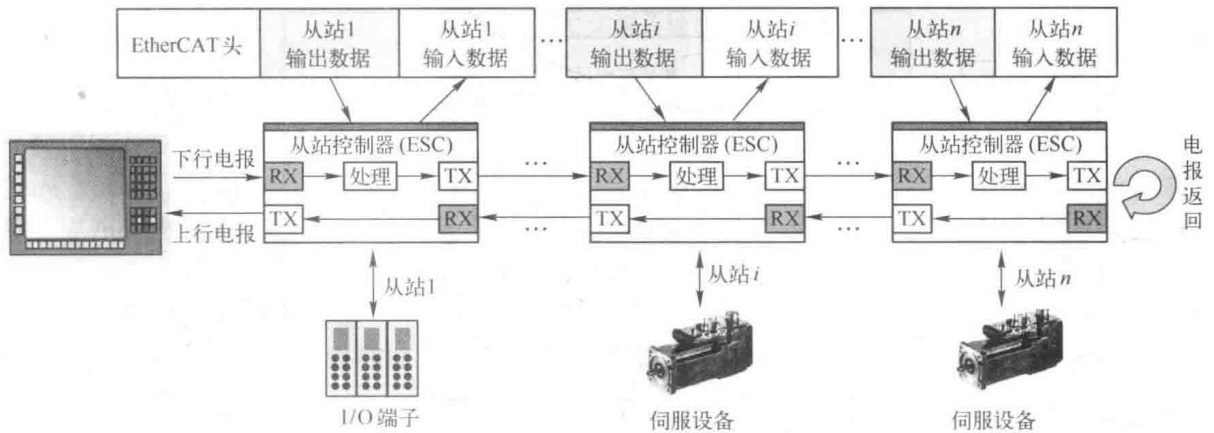 EtherCAT头
从站1
输出数据
从站1
输入数据
…
从站i
输出数据
从站i
输入数据
…
从站n
输出数据
从站n
输入数据
从站控制器(ESC)
从站控制器(ESC)
从站控制器(ESC)
下行电报
RX
处理
TX
…
RX
处理
TX
…
RX
处理
TX
电报返回
上行电报
TX
RX
…
TX
RX
…
TX
RX
从站1
从站i
从站n
I/O端子
伺服设备
伺服设备